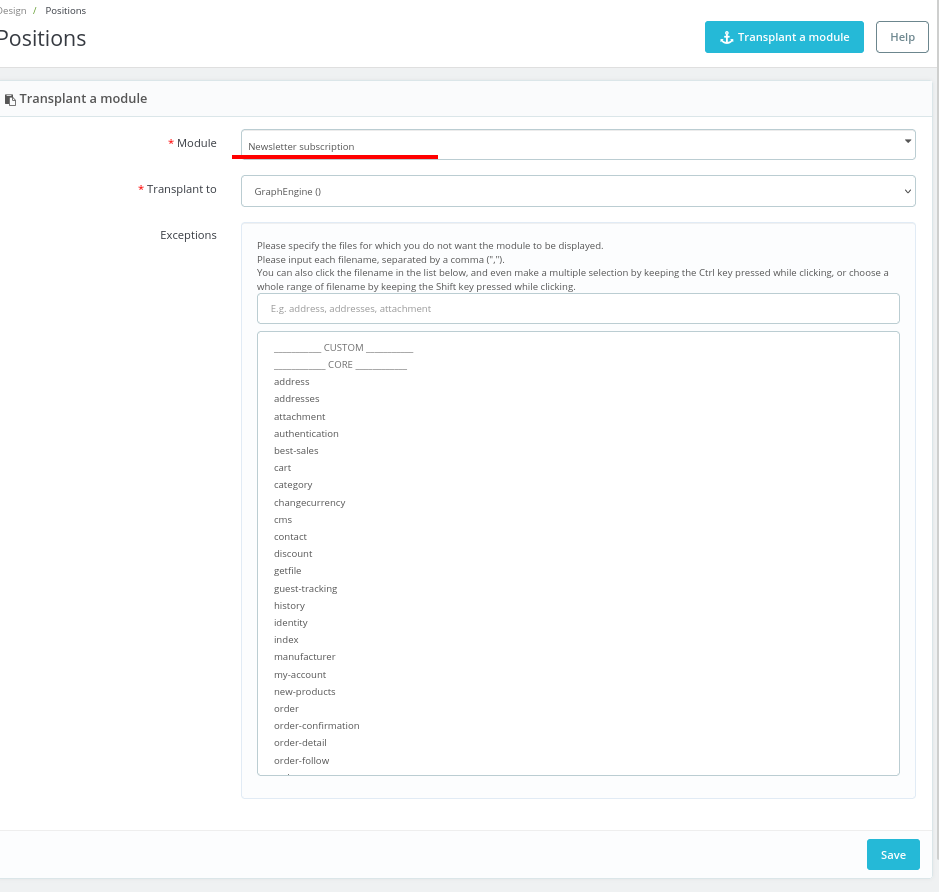 Design / Positions
Positions
Transplant a module
Help
Transplant a module
* Module
Newsletter subscription
* Transplant to
GraphEngine ()
Exceptions
Please specify the files for which you do not want the module to be displayed.
Please input each filename, separated by a comma (",").
You can also click the filename in the list below, and even make a multiple selection by keeping the Ctrl key pressed while clicking, or choose a
whole range of filename by keeping the Shift key pressed while clicking.
E.g. address, addresses, attachment
___________ CUSTOM ___________
____________ CORE ____________
address
addresses
attachment
authentication
best-sales
cart
category
changecurrency
cms
contact
discount
getfile
guest-tracking
history
identity
index
manufacturer
my-account
new-products
order
order-confirmation
order-detail
order-follow
Save